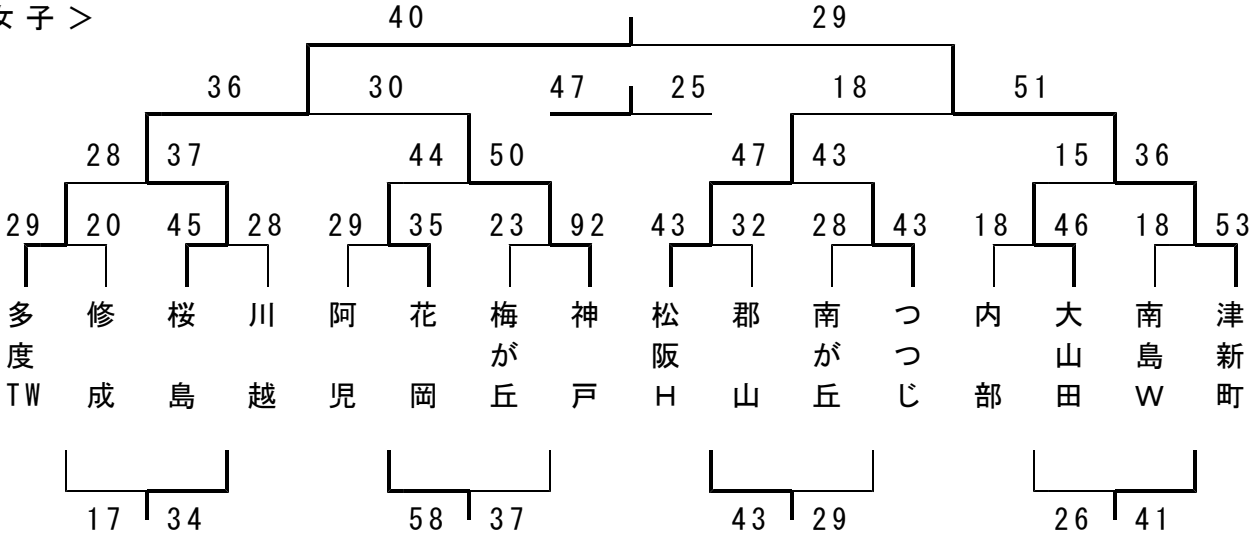 女子＞
40 29
36 30 47 25 18 51
28 37 44 50 47 43 15 36
29 20 45 28 29 35 23 92 43 32 28 43 18 46 18 53
多度TW 修成 桜島 川越 阿児 花岡 梅が丘 神戸 松阪H 郡山 南が丘 つつじ 内部 大山田 南島W 津新町
17 34 58 37 43 29 26 41